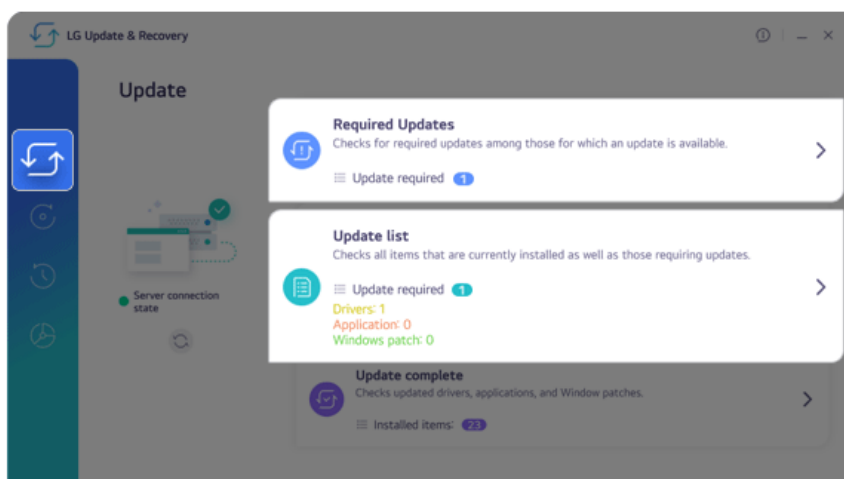 LG Update & Recovery
Update
Required Updates
Checks for required updates among those for which an update is available.
Update required 1
Update list
Checks all items that are currently installed as well as those requiring updates.
Update required 1
Drivers: 1
Application: 0
Windows patch: 0
Server connection
state
Update complete
Checks updated drivers, applications, and Window patches.
Installed items: 23